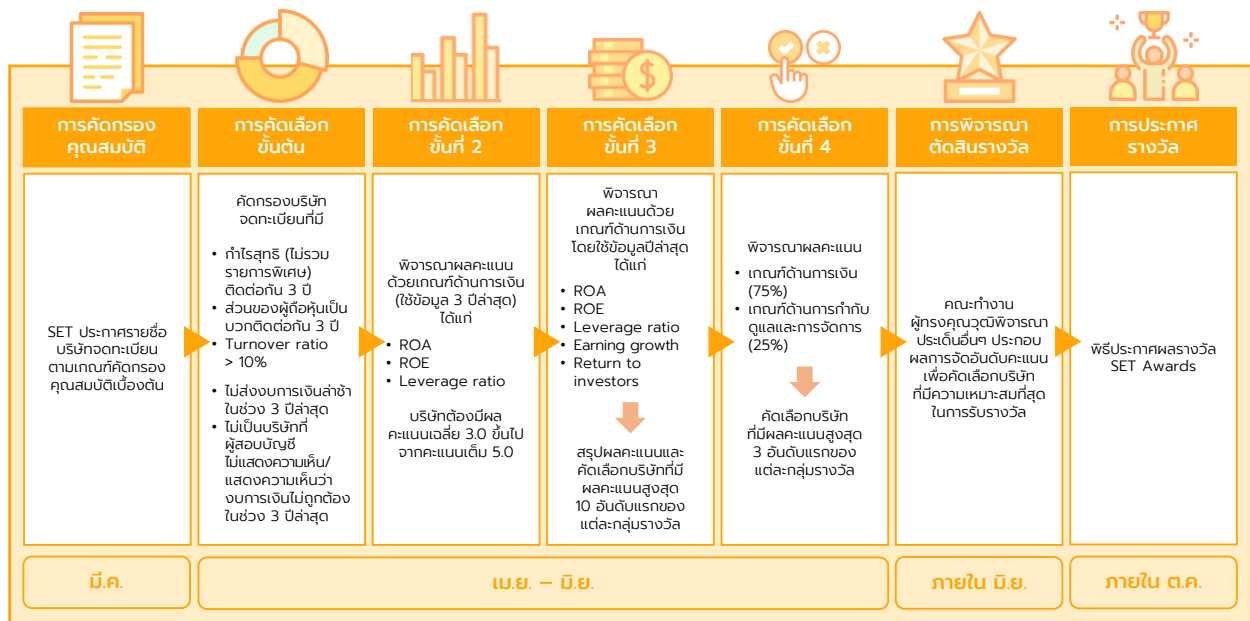 การคัดกรอง
คุณสมบัติ
SET ประกาศรายชื่อ
บริษัทจดทะเบียน
ตามเกณฑ์คัดกรอง
คุณสมบัติเบื้องต้น
มี.ค.
การคัดเลือก
ขั้นต้น
คัดกรองบริษัท
จดทะเบียนที่มี
• กำไรสุทธิ (ไม่รวม
รายการพิเศษ)
ติดต่อกัน 3 ปี
• ส่วนของผู้ถือหุ้นเป็น
บวกติดต่อกัน 3 ปี
• Turnover ratio
> 10%
• ไม่ส่งงบการเงินล่าช้า
ในช่วง 3 ปีล่าสุด
• ไม่เป็นบริษัทที่
ผู้สอบบัญชี
ไม่แสดงความเห็น/
แสดงความเห็นว่า
งบการเงินไม่ถูกต้อง
ในช่วง 3 ปีล่าสุด
การคัดเลือก
ขั้นที่ 2
พิจารณาผลคะแนน
ด้วยเกณฑ์ด้านการเงิน
(ใช้ข้อมูล 3 ปีล่าสุด)
ได้แก่
• ROA
• ROE
• Leverage ratio
บริษัทต้องมีผล
คะแนนเฉลี่ย 3.0 ขึ้นไป
จากคะแนนเต็ม 5.0
การคัดเลือก
ขั้นที่ 3
พิจารณา
ผลคะแนนด้วย
เกณฑ์ด้านการเงิน
โดยใช้ข้อมูลปีล่าสุด
ได้แก่
• ROA
• ROE
• Leverage ratio
• Earning growth
• Return to
investors
สรุปผลคะแนนและ
คัดเลือกบริษัทที่มี
ผลคะแนนสูงสุด
10 อันดับแรกของ
แต่ละกลุ่มรางวัล
การคัดเลือก
ขั้นที่ 4
พิจารณาผลคะแนน
• เกณฑ์ด้านการเงิน
(75%)
• เกณฑ์ด้านการกำกับ
ดูแลและการจัดการ
(25%)
คัดเลือกบริษัท
ที่มีผลคะแนนสูงสุด
3 อันดับแรกของ
แต่ละกลุ่มรางวัล
เม.ย. – มิ.ย.
การพิจารณา
ตัดสินรางวัล
คณะทำงาน
ผู้ทรงคุณวุฒิพิจารณา
ประเด็นอื่นๆ ประกอบ
ผลการจัดอันดับคะแนน
เพื่อคัดเลือกบริษัท
ที่มีความเหมาะสมที่สุด
ในการรับรางวัล
ภายใน มิ.ย.
การประกาศ
รางวัล
พิธีประกาศผลรางวัล
SET Awards
ภายใน ต.ค.